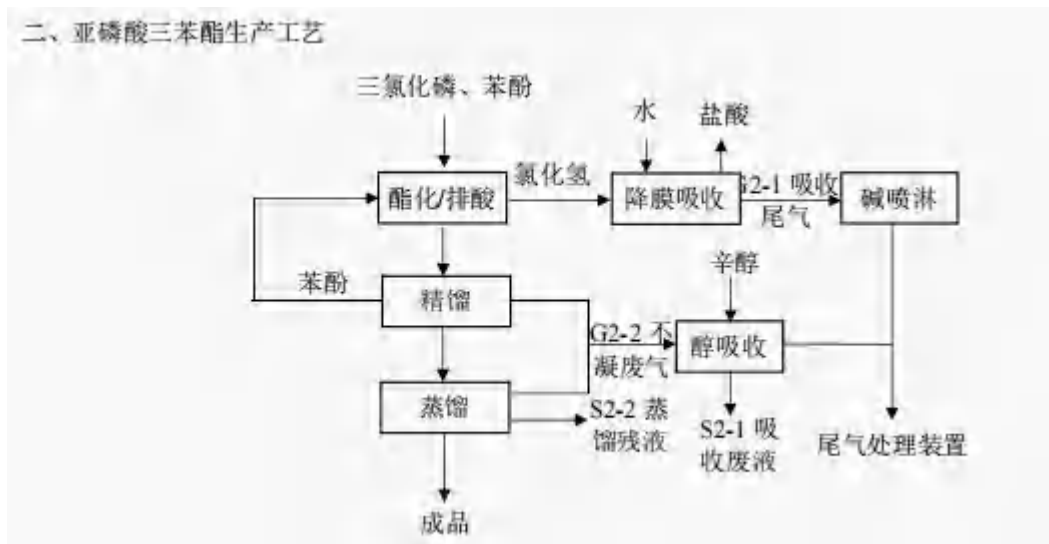 二、亚磷酸三苯酯生产工艺
三氯化磷、苯酚
水
盐酸
酯化/排酸
氯化氢
降膜吸收
G2-1 吸收
尾气
碱喷淋
苯酚
精馏
辛醇
G2-2 不
凝废气
醇吸收
蒸馏
S2-2 蒸
馏残液
S2-1 吸
收废液
尾气处理装置
成品